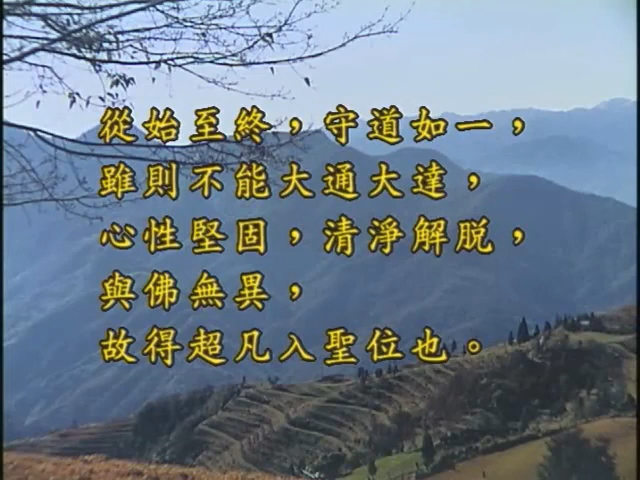 從始至終，守道如一，
雖則不能大通大達，
心性堅固，清淨解脫，
與佛無異，
故得超凡入聖位也。